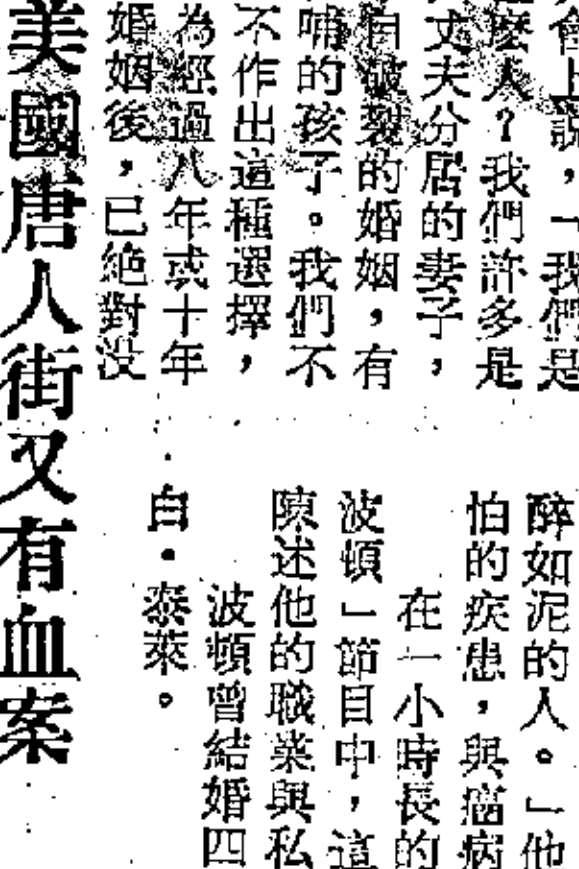 會上說，「我們是
麼人？我們許多是
丈夫分居的妻子，
自破裂的婚姻，有
哺的孩子。我們不
不作出這種選擇，
為經過八年或十年
婚姻後，已絕對沒
醉如泥的人。」他
怕的疾患，與癌病
在一小時長的
波頓」節目中，這
陳述他的職業與私
波頓曾結婚四
白・泰萊。
美國唐人街又有血案